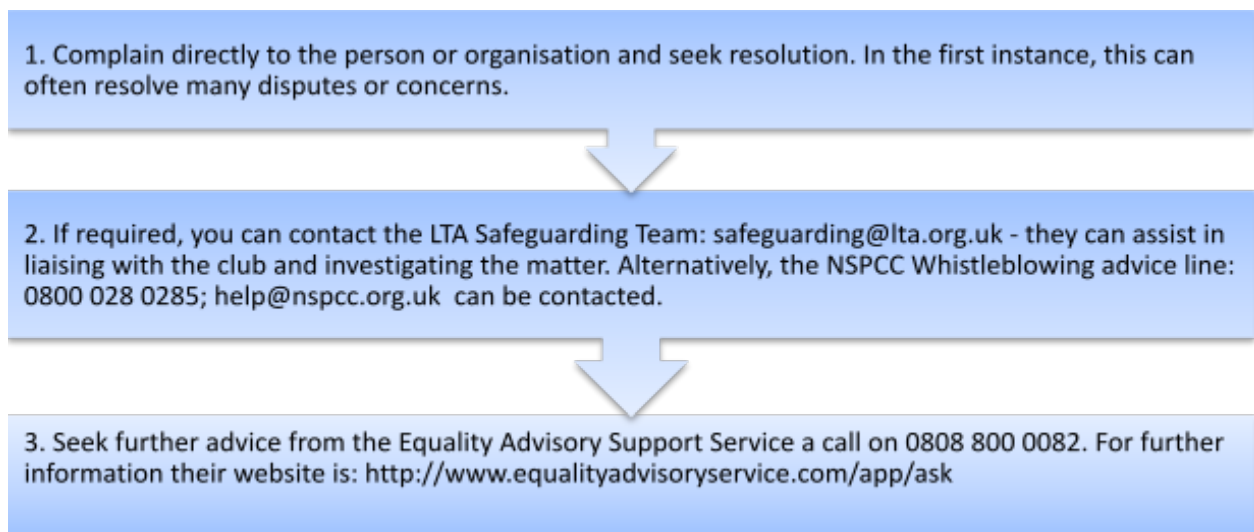 1. Complain directly to the person or organisation and seek resolution. In the first instance, this can
often resolve many disputes or concerns.
2. If required, you can contact the LTA Safeguarding Team: safeguarding@lta.org.uk - they can assist in
liaising with the club and investigating the matter. Alternatively, the NSPCC Whistleblowing advice line:
0800 028 0285; help@nspcc.org.uk  can be contacted.
3. Seek further advice from the Equality Advisory Support Service a call on 0808 800 0082. For further
information their website is: http://www.equalityadvisoryservice.com/app/ask